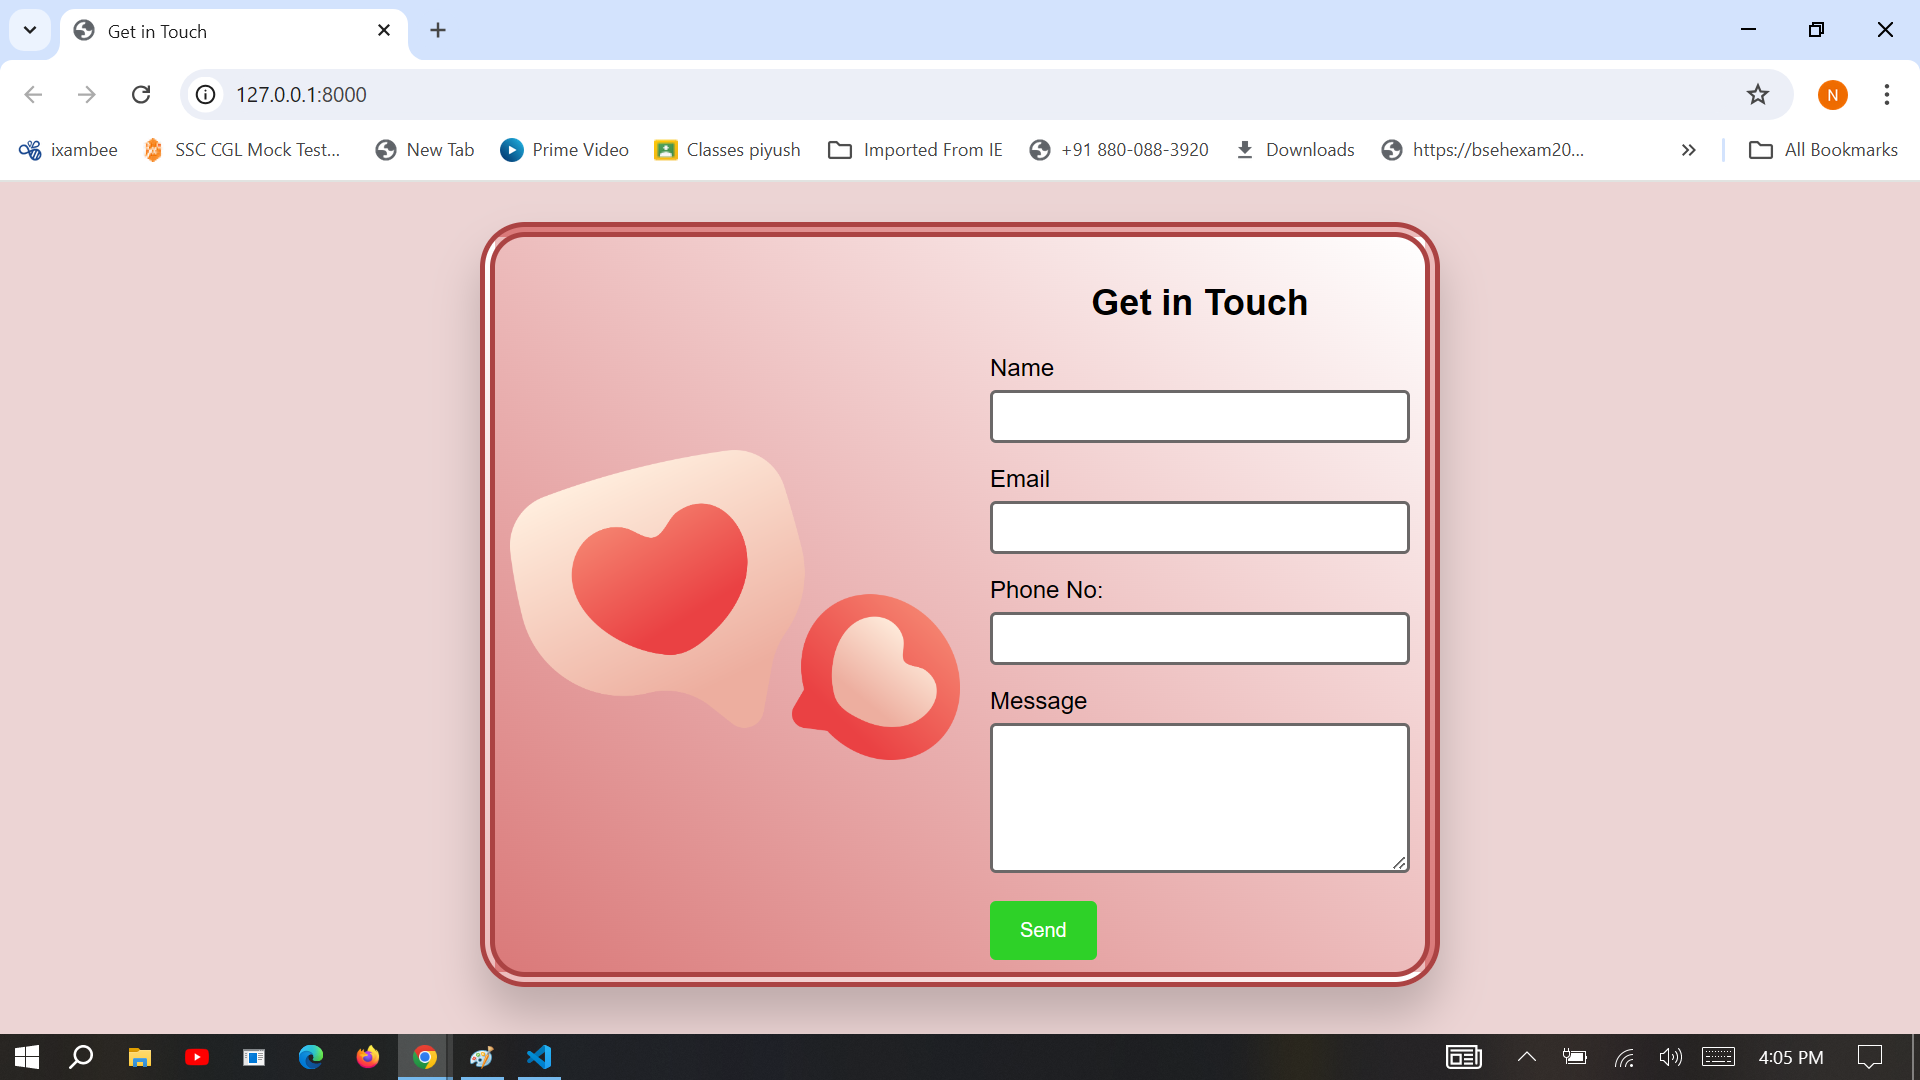 Get in Touch
127.0.0.1:8000
N
ixambee
SSC CGL Mock Test...
New Tab
Prime Video
Classes piyush
Imported From IE
+91 880-088-3920
Downloads
https://bsehexam20...
All Bookmarks
Get in Touch
Name
Email
Phone No:
Message
Send
4:05 PM